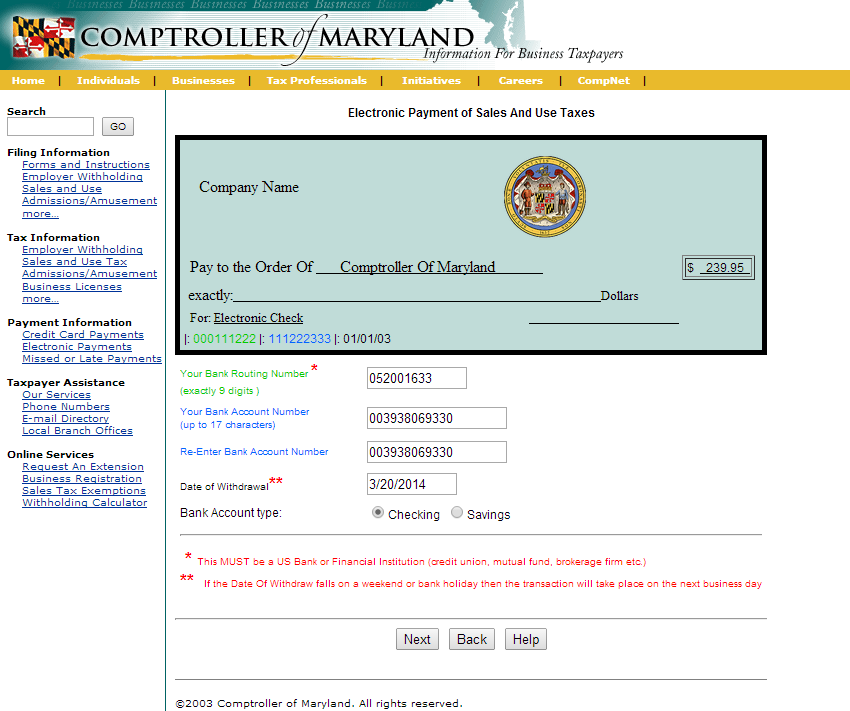 Businesses Businesses Businesses Businesses Businesses
COMPTROLLER of MARYLAND
Information For Business Taxpayers
Home | Individuals | Businesses | Tax Professionals | Initiatives | Careers | CompNet |
Search
GO
Filing Information
Forms and Instructions
Employer Withholding
Sales and Use
Admissions/Amusement
more...
Tax Information
Employer Withholding
Sales and Use Tax
Admissions/Amusement
Business Licenses
more...
Payment Information
Credit Card Payments
Electronic Payments
Missed or Late Payments
Taxpayer Assistance
Our Services
Phone Numbers
E-mail Directory
Local Branch Offices
Online Services
Request An Extension
Business Registration
Sales Tax Exemptions
Withholding Calculator
Electronic Payment of Sales And Use Taxes
Company Name
Pay to the Order Of Comptroller Of Maryland $ 239.95
exactly: Dollars
For: Electronic Check
|: 000111222 |: 111222333 |: 01/01/03
Your Bank Routing Number * 052001633
(exactly 9 digits )
Your Bank Account Number 003938069330
(up to 17 characters)
Re-Enter Bank Account Number 003938069330
Date of Withdrawal** 3/20/2014
Bank Account type: Checking Savings
* This MUST be a US Bank or Financial Institution (credit union, mutual fund, brokerage firm etc.)
** If the Date Of Withdraw falls on a weekend or bank holiday then the transaction will take place on the next business day
Next Back Help
©2003 Comptroller of Maryland. All rights reserved.